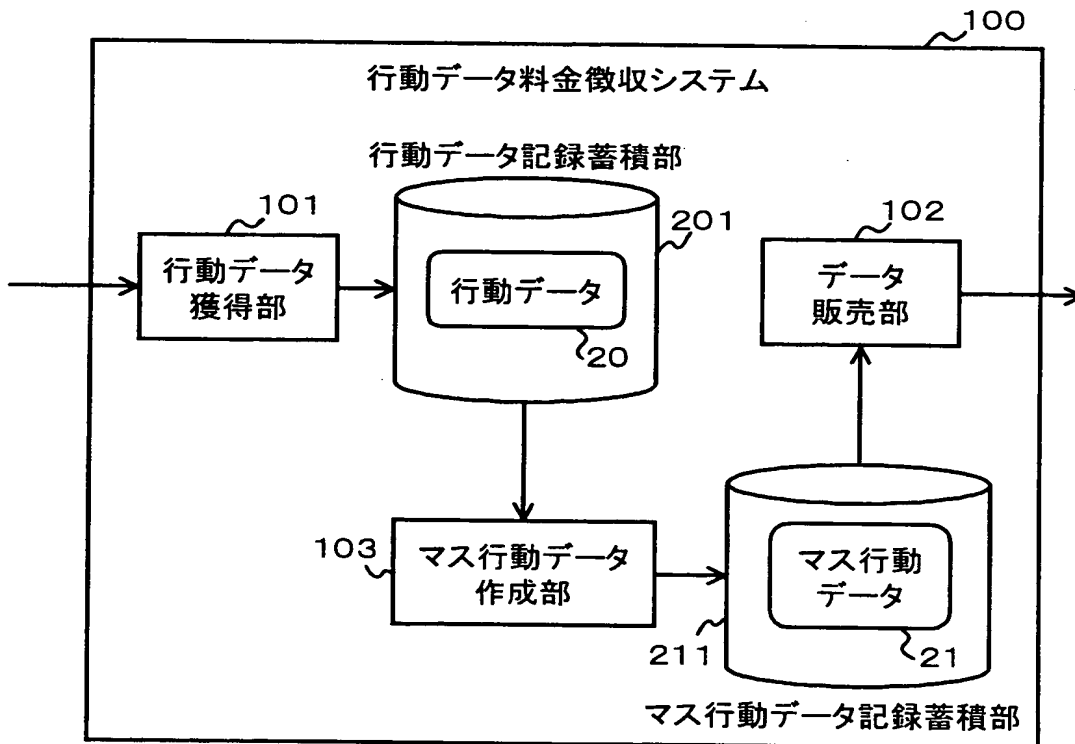 100
行動データ料金徴収システム
行動データ記録蓄積部
101
行動データ
獲得部
201
行動データ
20
102
データ
販売部
103
マス行動データ
作成部
マス行動
データ
211
21
マス行動データ記録蓄積部